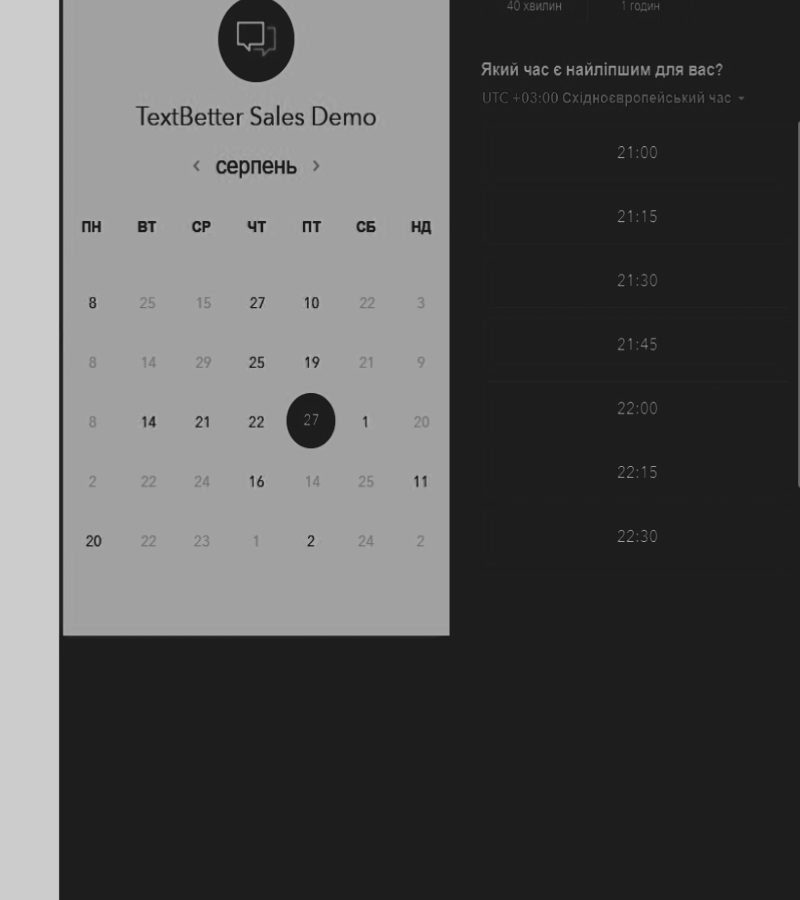 TextBetter Sales Demo
‹ серпень ›
ПН ВТ СР ЧТ ПТ СБ НД
8 25 15 27 10 22 3
8 14 29 25 19 21 9
8 14 21 22 27 1 20
2 22 24 16 14 25 11
20 22 23 1 2 24 2
40 хвилин 1 годин
Який час є найліпшим для вас?
UTC +03:00 Східноєвропейський час
21:00
21:15
21:30
21:45
22:00
22:15
22:30